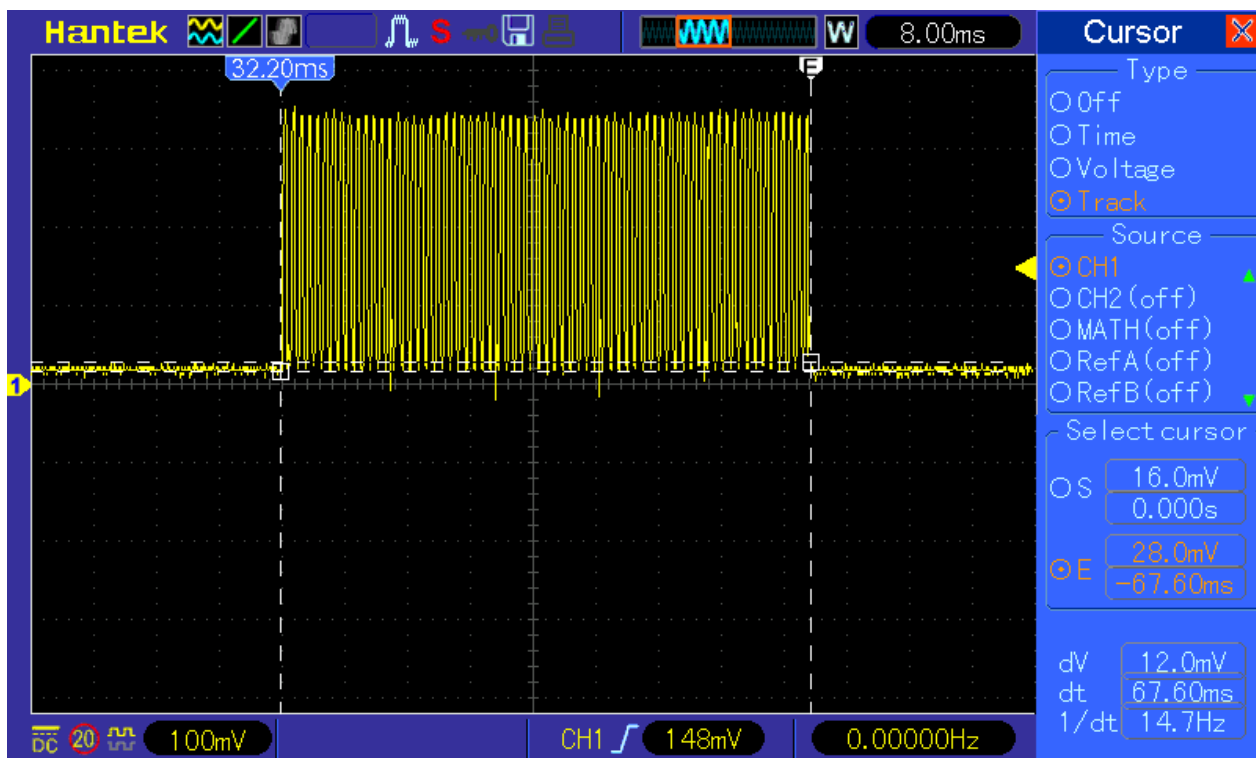 Hantek S W 8.00ms
32.20ms E
1
DC 20 100mV CH1 148mV 0.00000Hz
Cursor
Type
Off
Time
Voltage
Track
Source
CH1
CH2(off)
MATH(off)
RefA(off)
RefB(off)
Select cursor
S 16.0mV
0.000s
E 28.0mV
-67.60ms
dV 12.0mV
dt 67.60ms
1/dt 14.7Hz